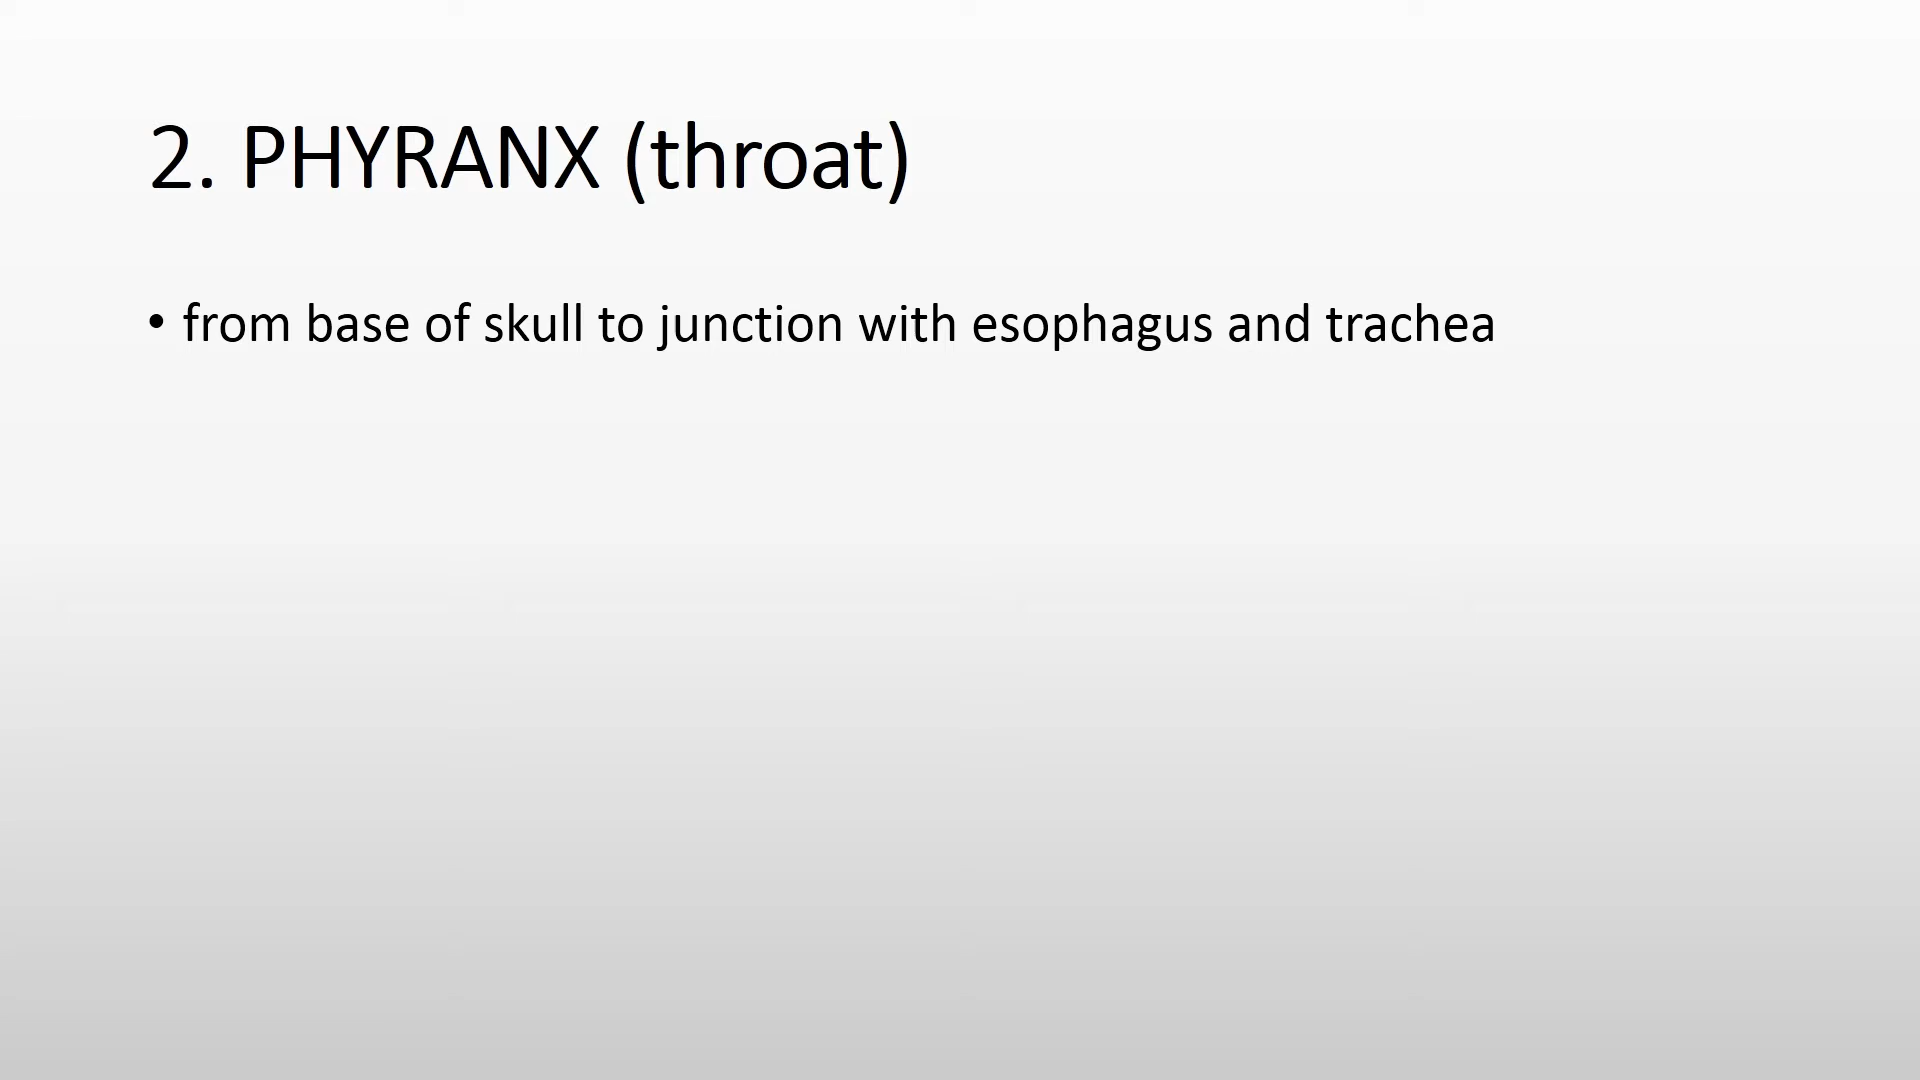 2. PHYRANX (throat)
• from base of skull to junction with esophagus and trachea